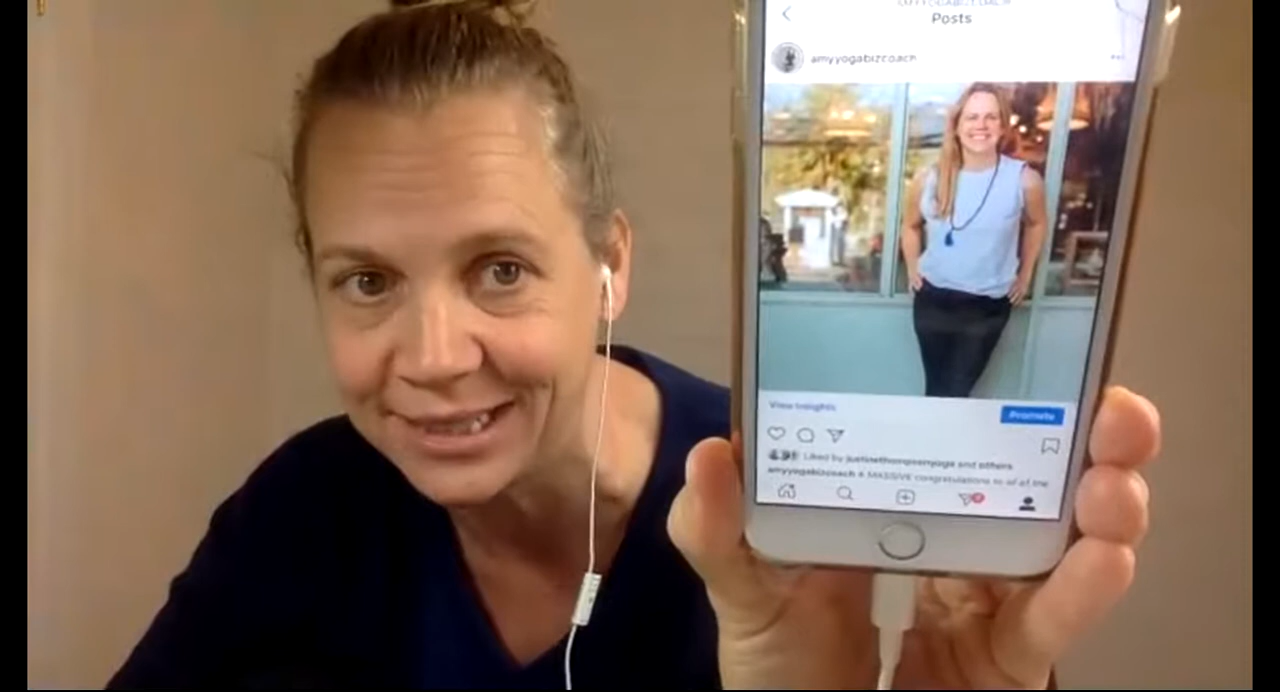 Posts
amyyogabizcoach
View Insights
Promote
Liked by justinethompsonyoga and others
amyyogabizcoach A MASSIVE congratulations to all of the